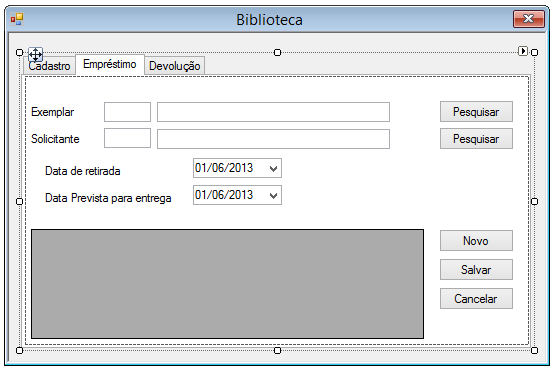 Biblioteca
Cadastro Empréstimo Devolução
Exemplar Pesquisar
Solicitante Pesquisar
Data de retirada 01/06/2013
Data Prevista para entrega 01/06/2013
Novo
Salvar
Cancelar